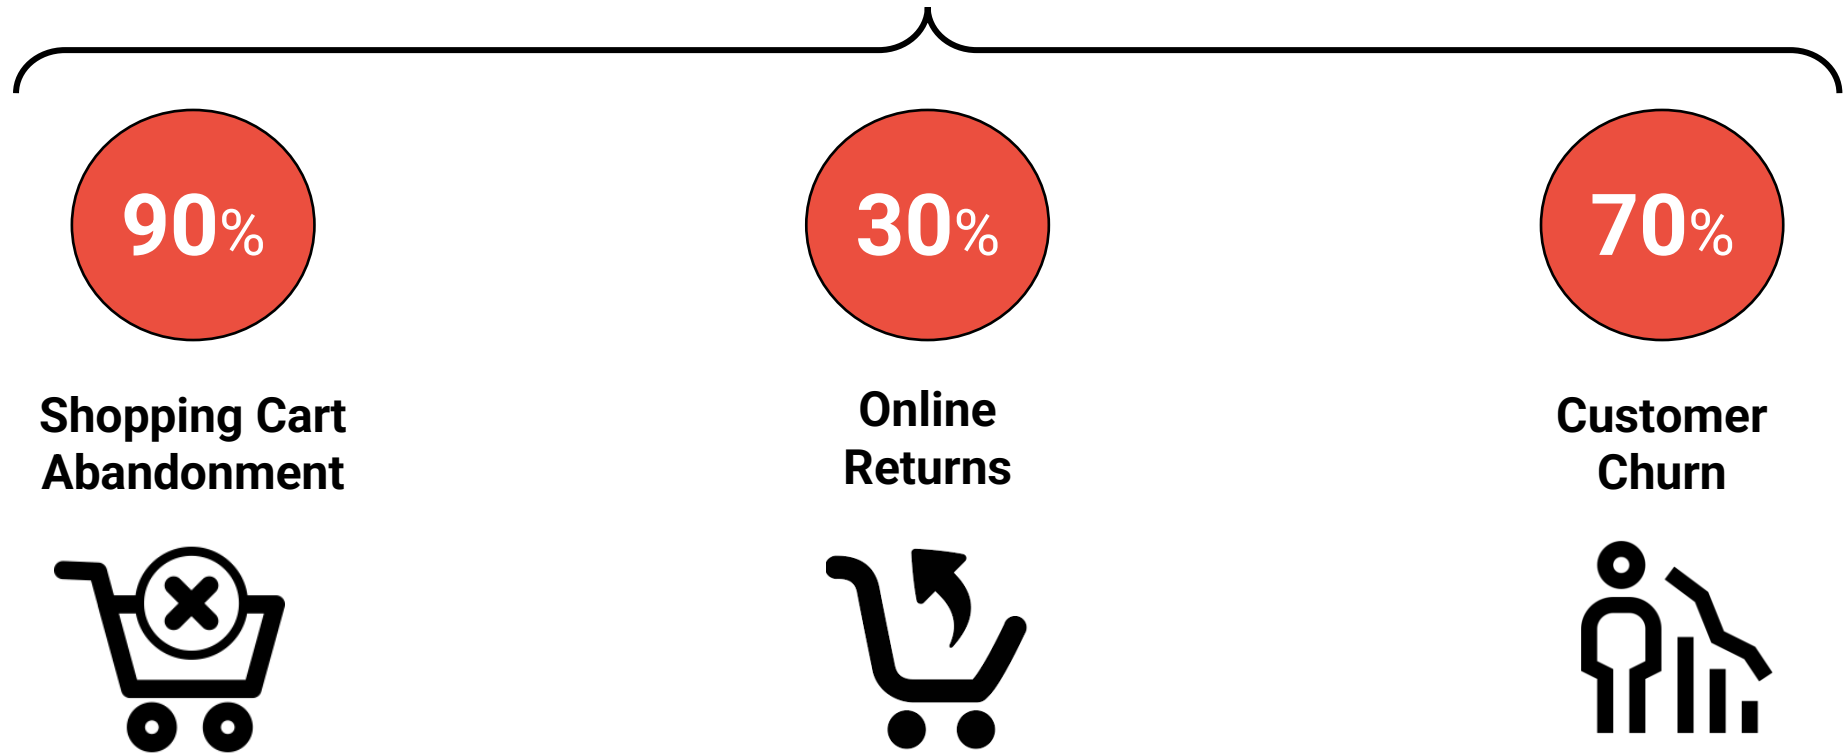 90%
30%
70%
Shopping Cart
Abandonment
Online
Returns
Customer
Churn